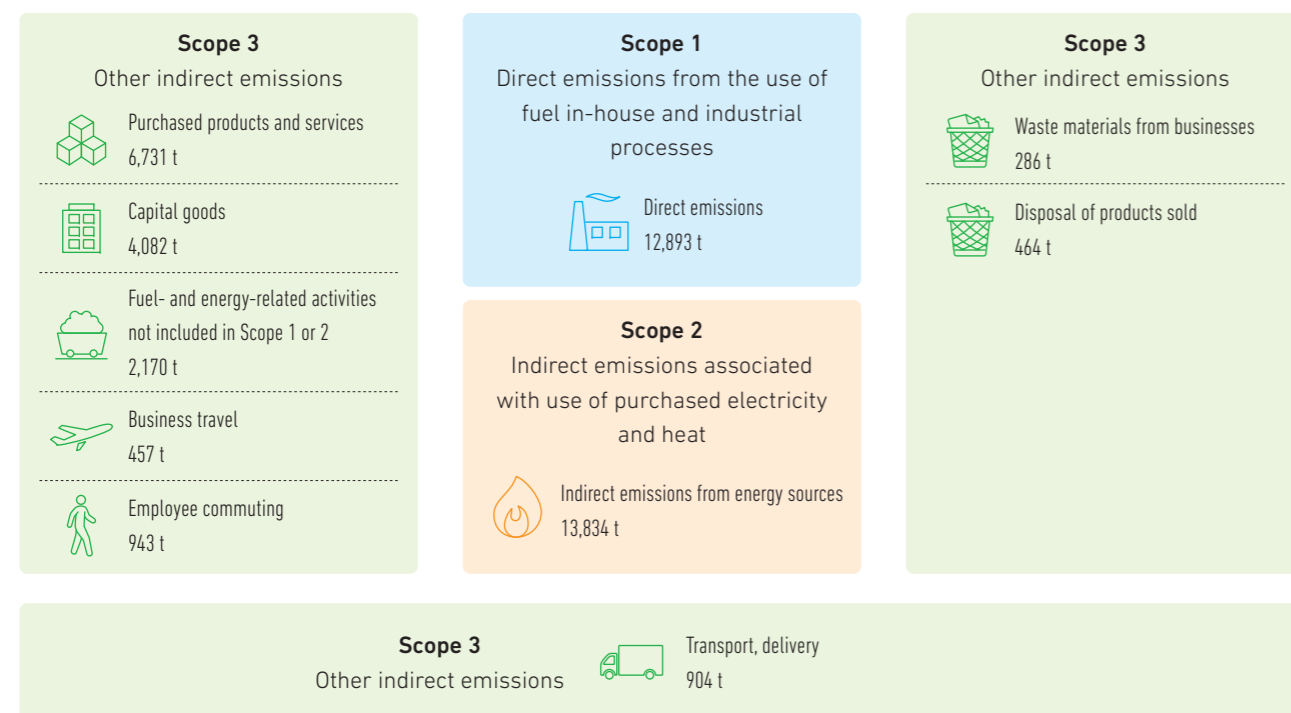 Scope 3
Other indirect emissions
Purchased products and services
6,731 t
Capital goods
4,082 t
Fuel- and energy-related activities
not included in Scope 1 or 2
2,170 t
Business travel
457 t
Employee commuting
943 t
Scope 1
Direct emissions from the use of
fuel in-house and industrial
processes
Direct emissions
12,893 t
Scope 2
Indirect emissions associated
with use of purchased electricity
and heat
Indirect emissions from energy sources
13,834 t
Scope 3
Other indirect emissions
Waste materials from businesses
286 t
Disposal of products sold
464 t
Scope 3
Other indirect emissions
Transport, delivery
904 t